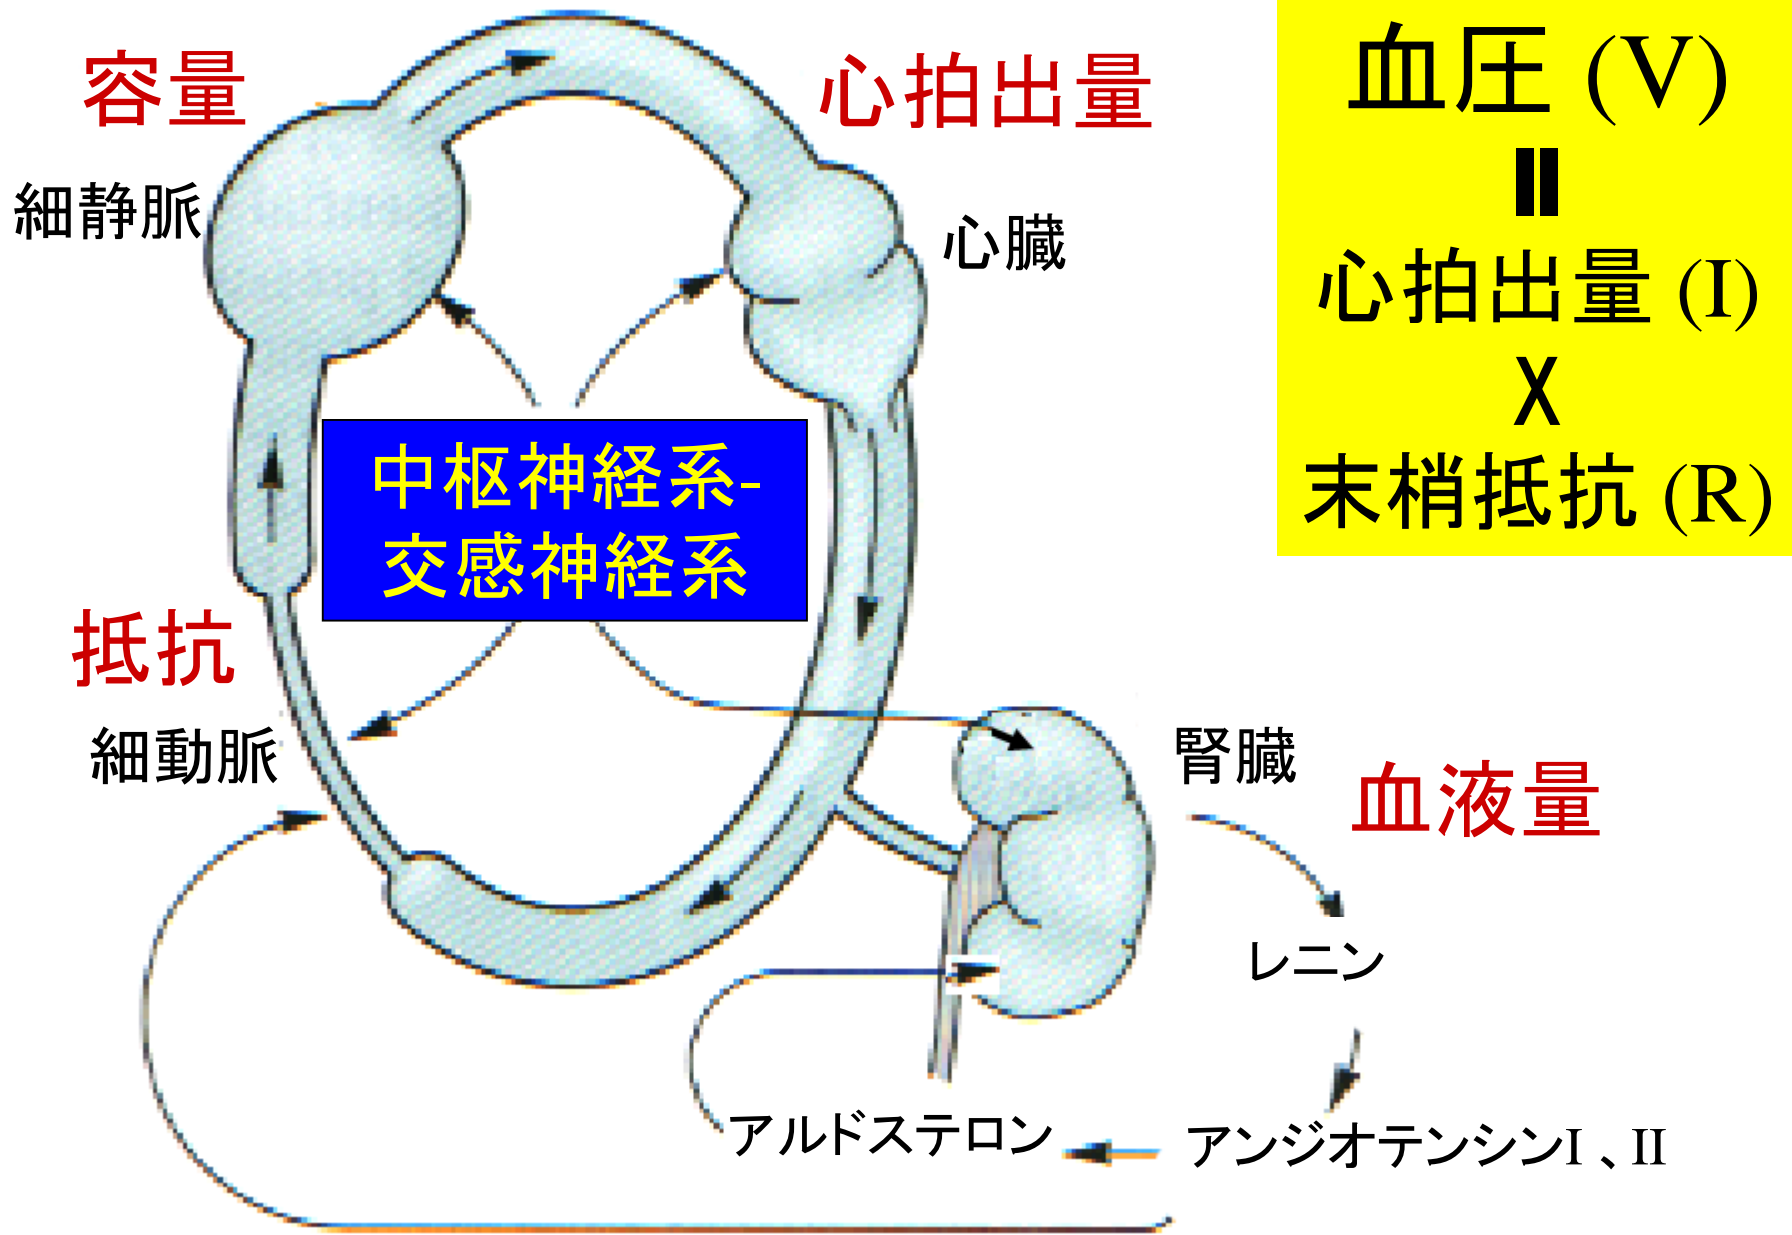 容量
細静脈
心拍出量
心臓
血圧 (V)
=
心拍出量 (I)
X
末梢抵抗 (R)
中枢神経系-
交感神経系
抵抗
細動脈
腎臓
血液量
レニン
アンジオテンシンI 、II
アルドステロン